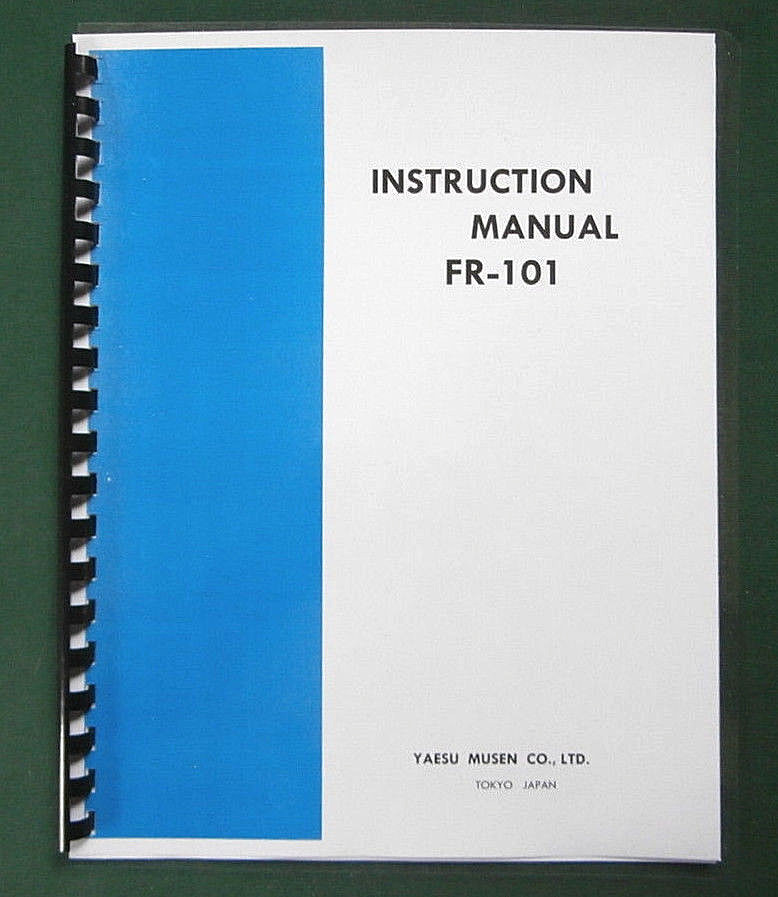 INSTRUCTION
MANUAL
FR-101
YAESU MUSEN CO., LTD.
TOKYO JAPAN